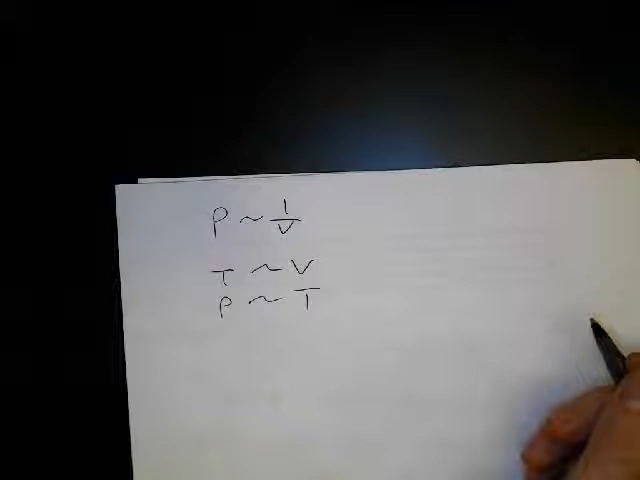 P ~ 1/V
T ~ V
P ~ T